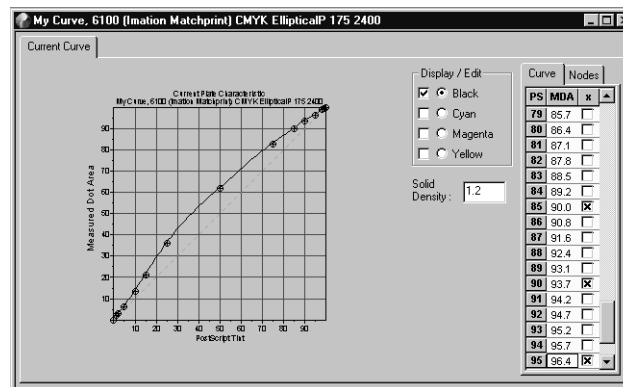 My Curve, 6100 (Imation Matchprint) CMYK EllipticalP 175 2400
Current Curve
Current Plate Characteristic
My Curve, 6100 (Imation Matchprint) CMYK EllipticalP 175 2400
Measured Dot Area
90
80
70
60
50
40
30
20
10
10 20 30 40 50 60 70 80 90
PostScript Tint
Display / Edit
Black
Cyan
Magenta
Yellow
Solid
Density : 1.2
Curve Nodes
PS MDA x
79 85.7
80 86.4
81 87.1
82 87.8
83 88.5
84 89.2
85 90.0
86 90.8
87 91.6
88 92.4
89 93.1
90 93.7
91 94.2
92 94.7
93 95.2
94 95.7
95 96.4